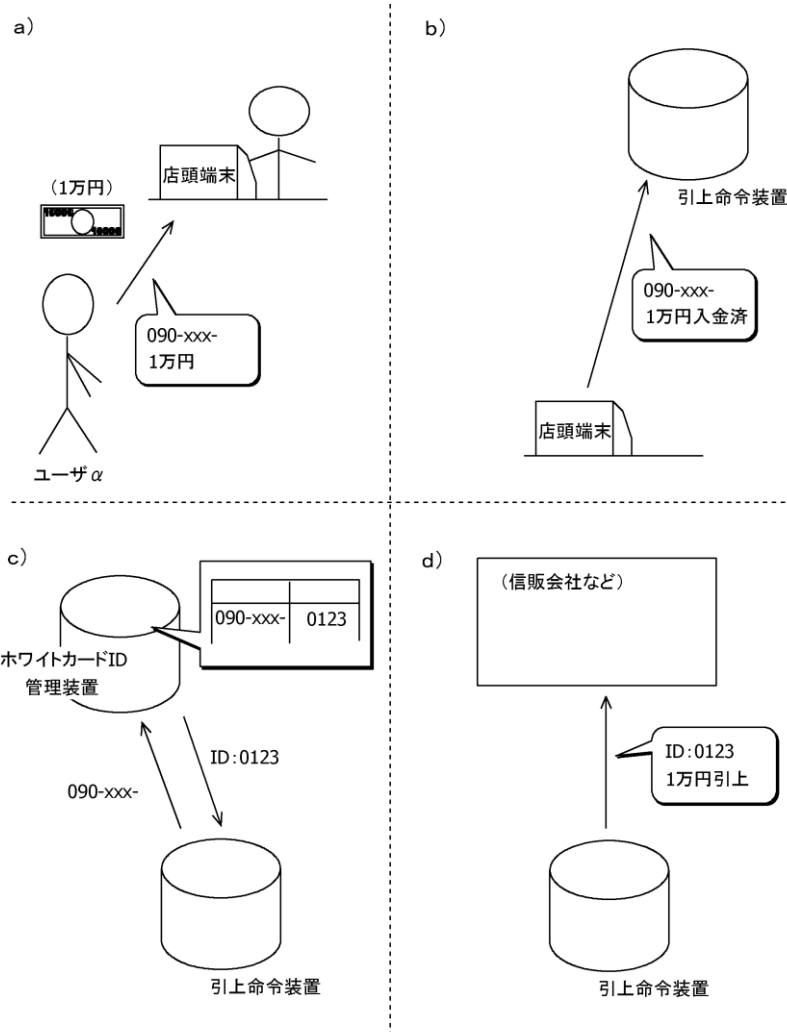 a)
店頭端末
(1万円)
10000
10000
090-xxx-
1万円
ユーザα
b)
引上命令装置
090-xxx-
1万円入金済
店頭端末
c)
090-xxx- 0123
ホワイトカードID
管理装置
ID:0123
090-xxx-
引上命令装置
d)
(信販会社など)
ID:0123
1万円引上
引上命令装置